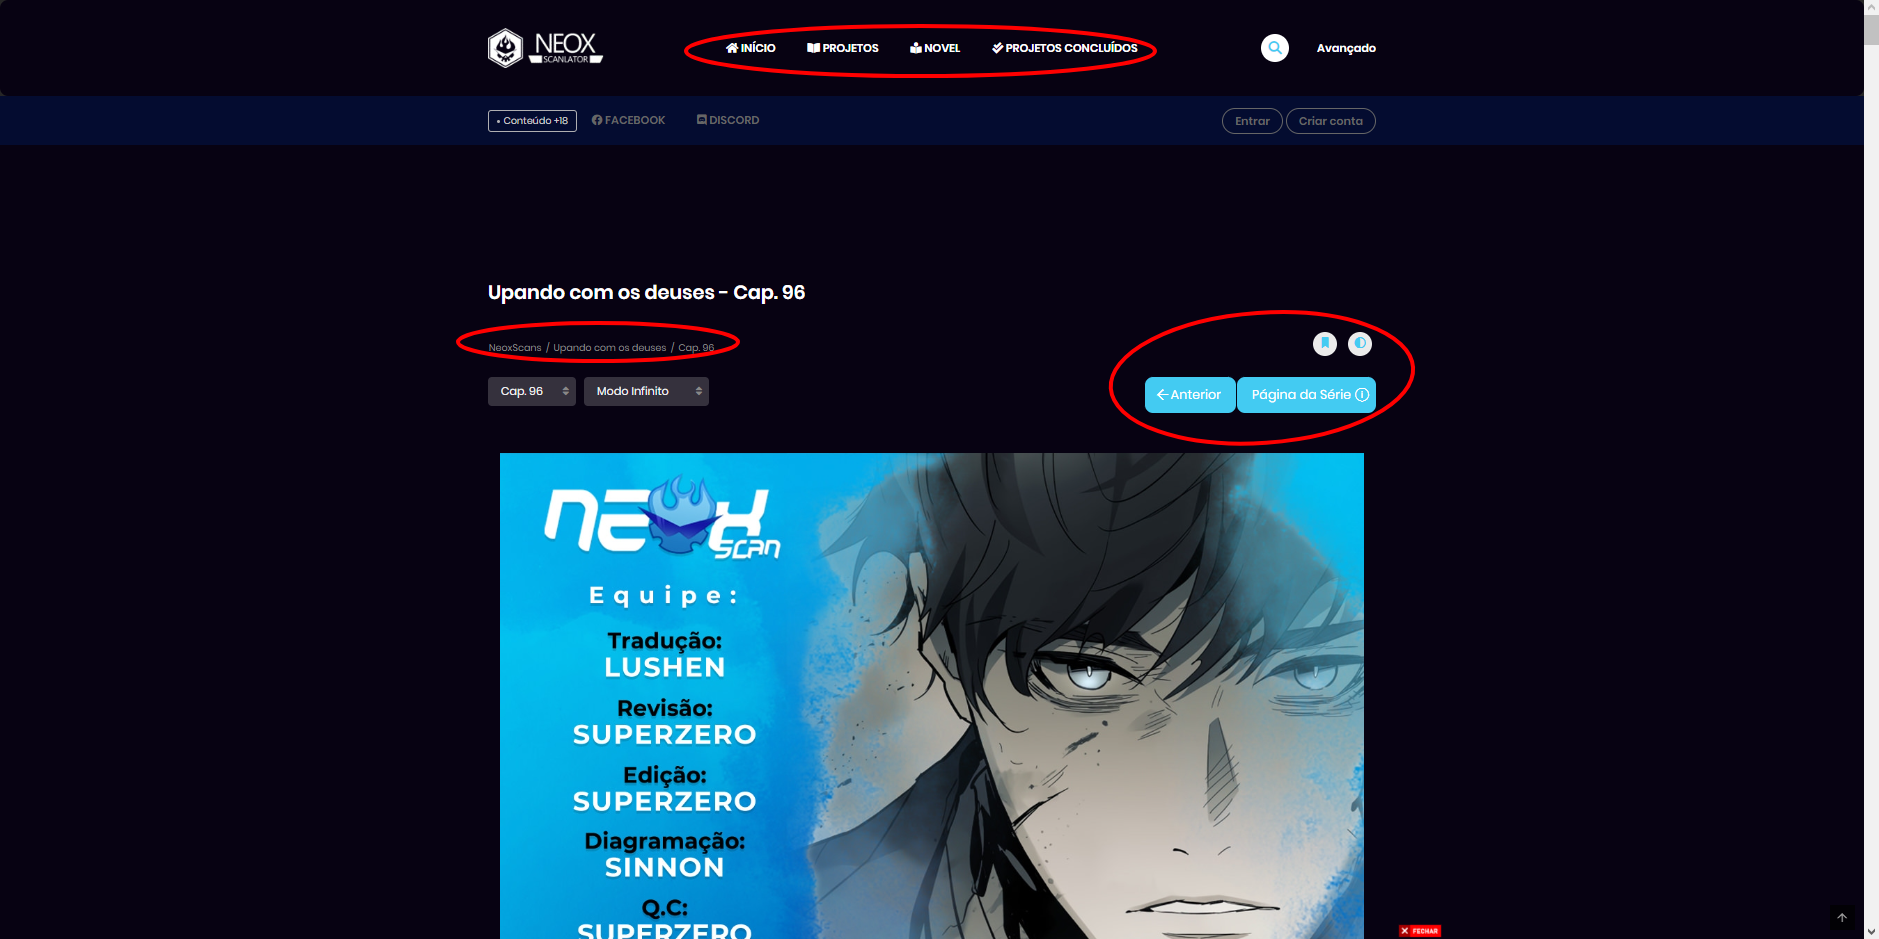 NEOX
SCANLATOR
INÍCIO PROJETOS NOVEL PROJETOS CONCLUÍDOS
Avançado
• Conteúdo +18 FACEBOOK DISCORD
Entrar Criar conta
Upando com os deuses - Cap. 96
NeoxScans / Upando com os deuses / Cap. 96
Cap. 96 Modo Infinito
Anterior Página da Série
NEOX
SCAN
Equipe:
Tradução:
LUSHEN
Revisão:
SUPERZERO
Edição:
SUPERZERO
Diagramação:
SINNON
Q.C:
SUPERZERO
FECHAR